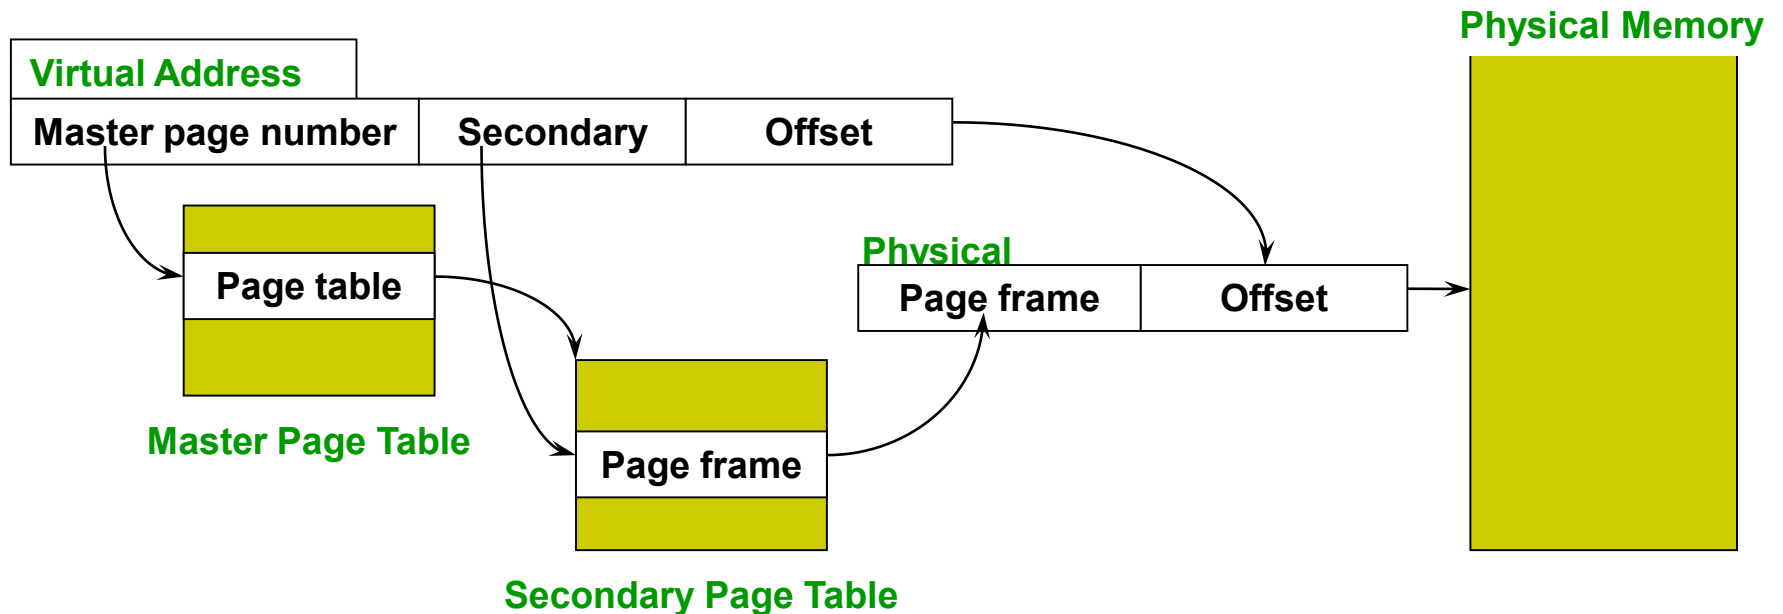 Physical Memory
Virtual Address
Master page number Secondary Offset
Physical
Page table
Page frame Offset
Master Page Table
Page frame
Secondary Page Table